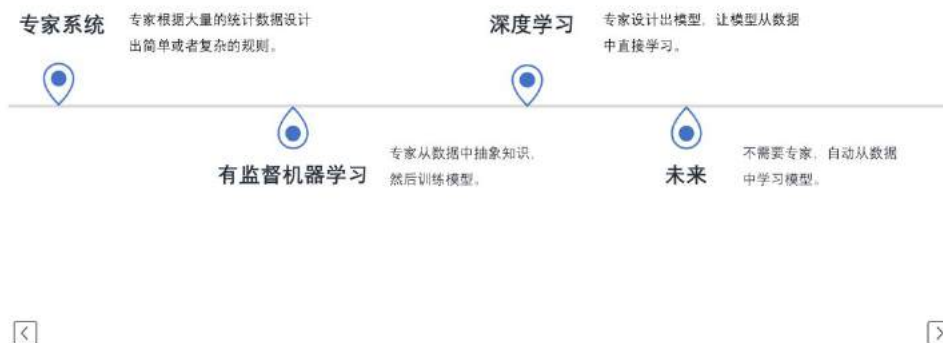 专家系统
专家根据大量的统计数据设计
出简单或者复杂的规则。
深度学习
专家设计出模型，让模型从数据
中直接学习。
有监督机器学习
专家从数据中抽象知识，
然后训练模型。
未来
不需要专家，自动从数据
中学习模型。